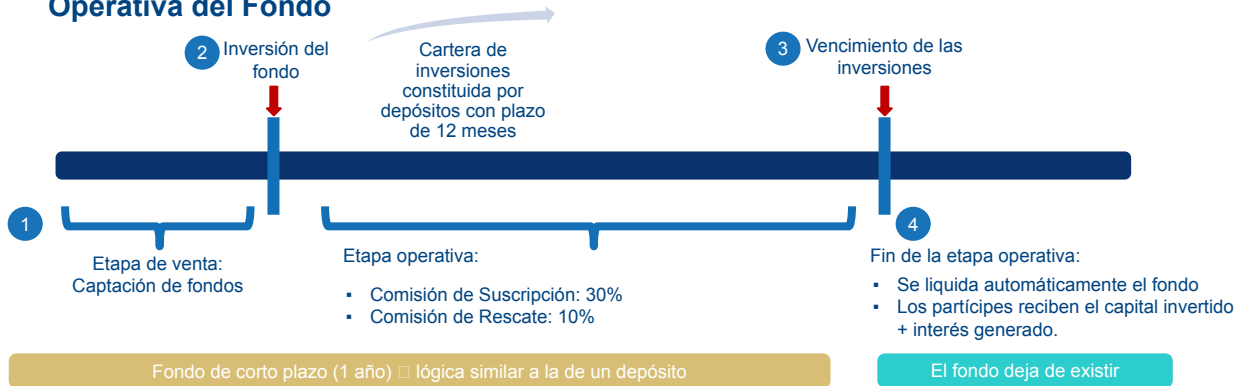 Operativa del Fondo
2
Inversión del
fondo
Cartera de
inversiones
constituida por
depósitos con plazo
de 12 meses
3
Vencimiento de las
inversiones
1
Etapa de venta:
Captación de fondos
Etapa operativa:
▪ Comisión de Suscripción: 30%
▪ Comisión de Rescate: 10%
4
Fin de la etapa operativa:
▪ Se liquida automáticamente el fondo
▪ Los partícipes reciben el capital invertido
+ interés generado.
Fondo de corto plazo (1 año) □ lógica similar a la de un depósito
El fondo deja de existir